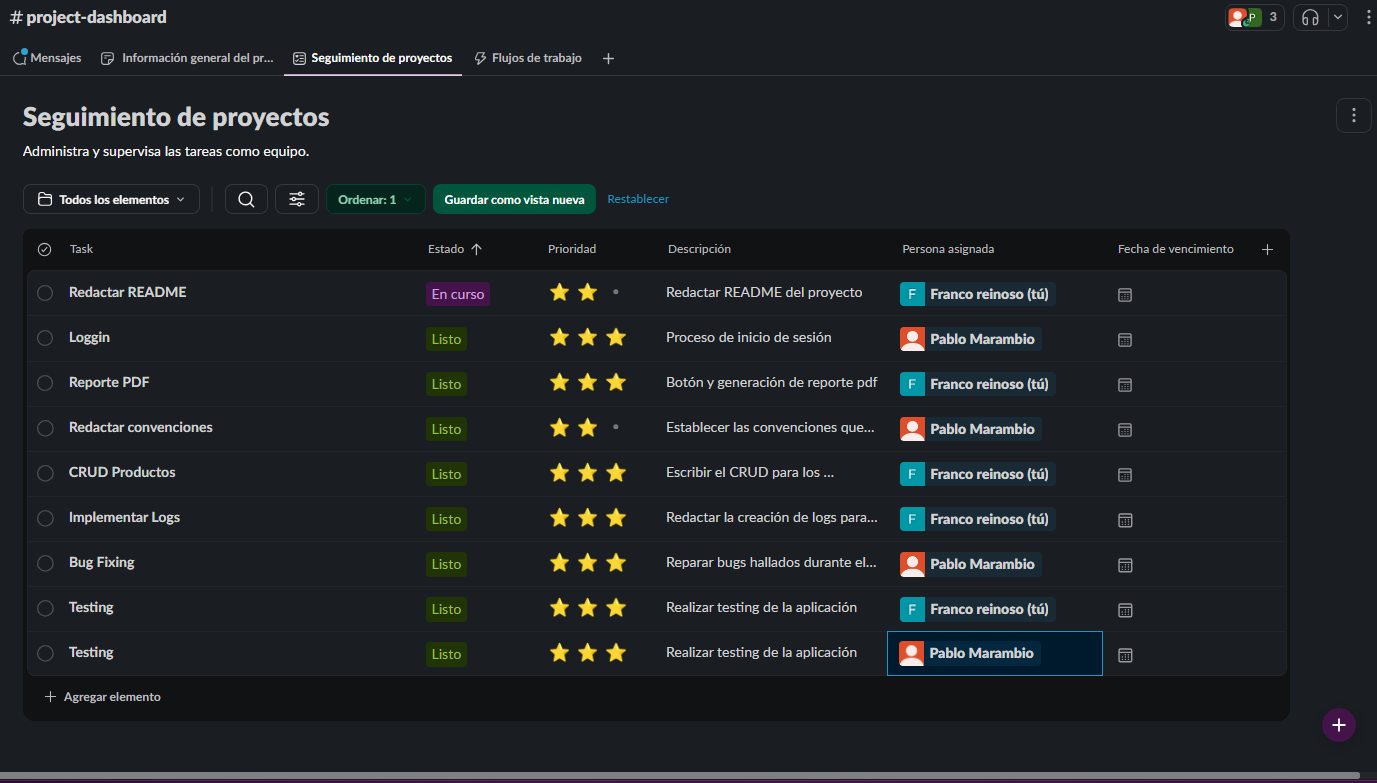 # project-dashboard
P 3
Mensajes Información general del pr... Seguimiento de proyectos Flujos de trabajo +
Seguimiento de proyectos
Administra y supervisa las tareas como equipo.
Todos los elementos Ordenar: 1 Guardar como vista nueva Restablecer
Task Estado ↑ Prioridad Descripción Persona asignada Fecha de vencimiento +
Redactar README En curso Redactar README del proyecto F Franco reinoso (tú)
Loggin Listo Proceso de inicio de sesión Pablo Marambio
Reporte PDF Listo Botón y generación de reporte pdf F Franco reinoso (tú)
Redactar convenciones Listo Establecer las convenciones que... Pablo Marambio
CRUD Productos Listo Escribir el CRUD para los ... F Franco reinoso (tú)
Implementar Logs Listo Redactar la creación de logs para... F Franco reinoso (tú)
Bug Fixing Listo Reparar bugs hallados durante el... Pablo Marambio
Testing Listo Realizar testing de la aplicación F Franco reinoso (tú)
Testing Listo Realizar testing de la aplicación Pablo Marambio
+ Agregar elemento
+